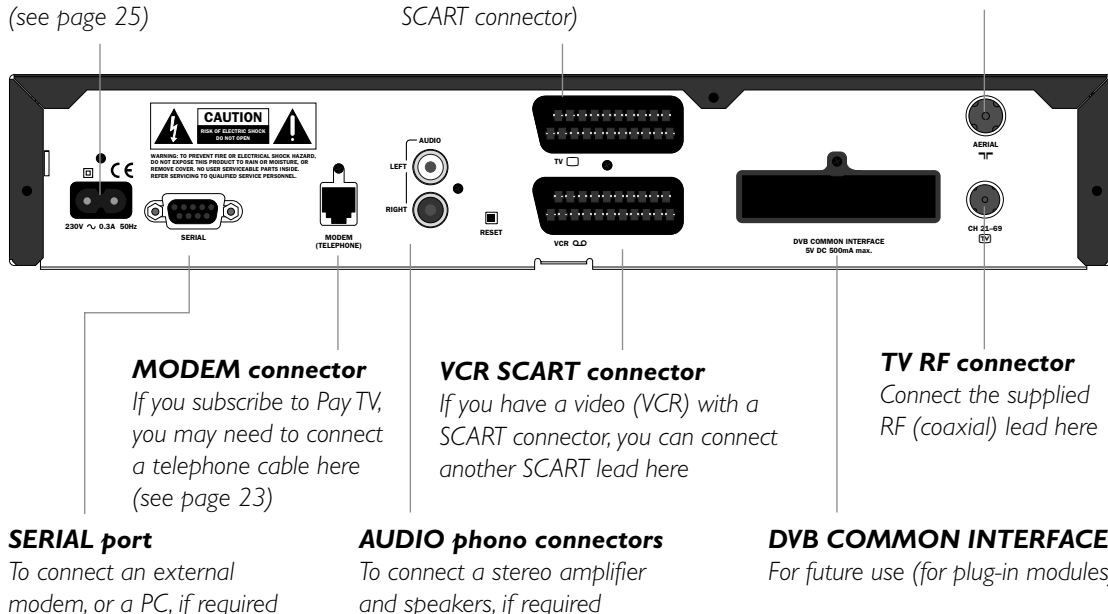 (see page 25)
SCART connector)
CAUTION
RISK OF ELECTRIC SHOCK
DO NOT OPEN
WARNING: TO PREVENT FIRE OR ELECTRICAL SHOCK HAZARD,
DO NOT EXPOSE THIS PRODUCT TO RAIN OR MOISTURE, OR
REMOVE COVER. NO USER SERVICEABLE PARTS INSIDE.
REFER SERVICING TO QUALIFIED SERVICE PERSONNEL.
CE
230V ~ 0.3A 50Hz
SERIAL
MODEM
(TELEPHONE)
AUDIO
LEFT
RIGHT
RESET
TV
VCR
DVB COMMON INTERFACE
5V DC 500mA max.
AERIAL
CH 21–69
TV
MODEM connector
If you subscribe to Pay TV,
you may need to connect
a telephone cable here
(see page 23)
VCR SCART connector
If you have a video (VCR) with a
SCART connector, you can connect
another SCART lead here
TV RF connector
Connect the supplied
RF (coaxial) lead here
SERIAL port
To connect an external
modem, or a PC, if required
AUDIO phono connectors
To connect a stereo amplifier
and speakers, if required
DVB COMMON INTERFACE
For future use (for plug-in modules)